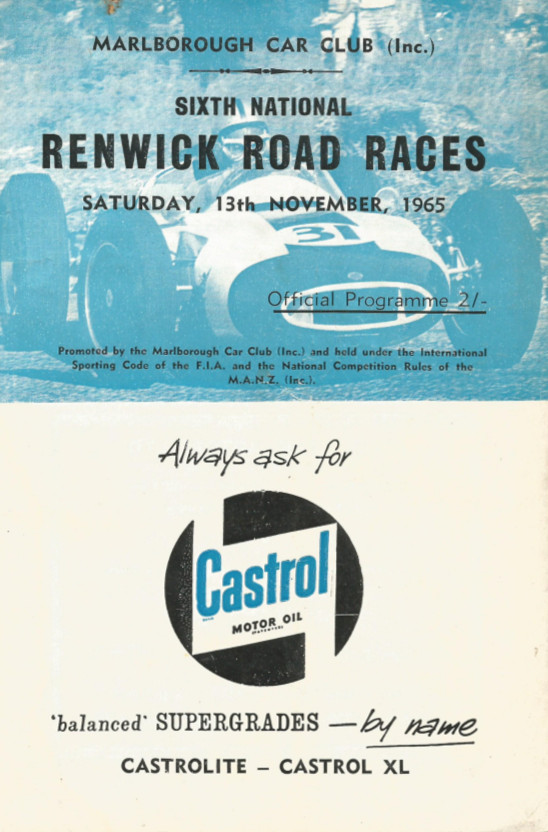 MARLBOROUGH CAR CLUB (Inc.)
SIXTH NATIONAL
RENWICK ROAD RACES
SATURDAY, 13th NOVEMBER, 1965
31
Official Programme 2/-
Promoted by the Marlborough Car Club (Inc.) and held under the International
Sporting Code of the F.I.A. and the National Competition Rules of the
M.A.N.Z. (Inc.).
Always ask for
Castrol
MOTOR OIL
'balanced' SUPERGRADES — by name
CASTROLITE – CASTROL XL